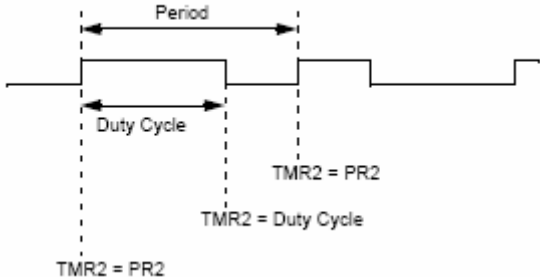 Period
Duty Cycle
TMR2 = PR2
TMR2 = Duty Cycle
TMR2 = PR2